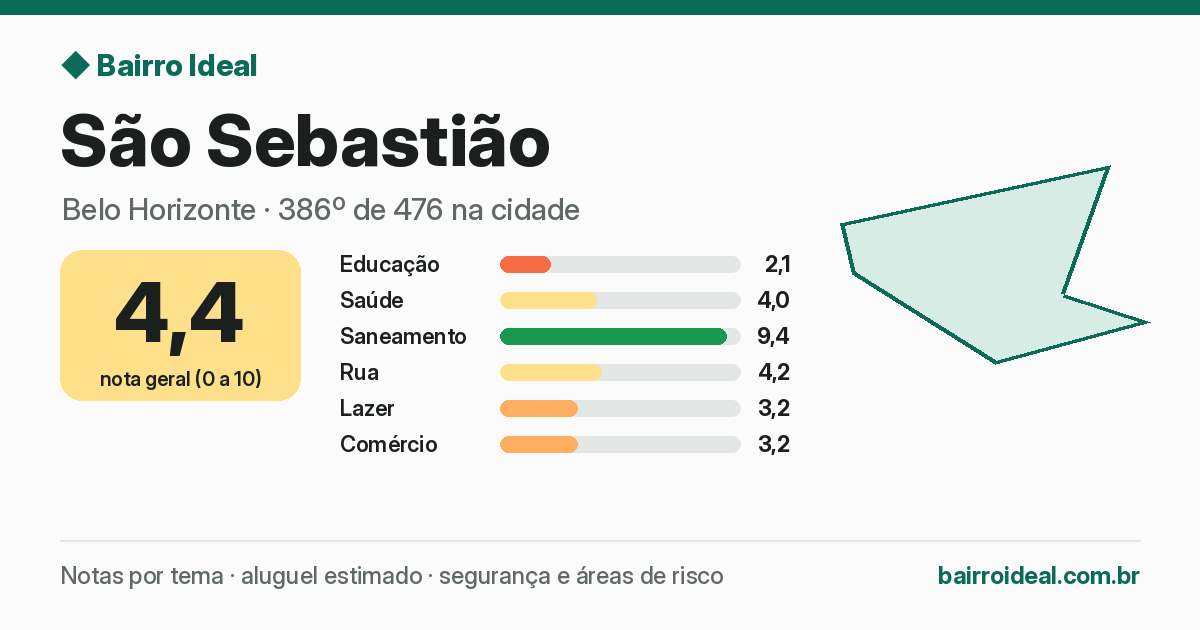 Bairro Ideal
São Sebastião
Belo Horizonte · 386º de 476 na cidade
4,4
nota geral (0 a 10)
Educação 2,1
Saúde 4,0
Saneamento 9,4
Rua 4,2
Lazer 3,2
Comércio 3,2
Notas por tema · aluguel estimado · segurança e áreas de risco
bairroideal.com.br